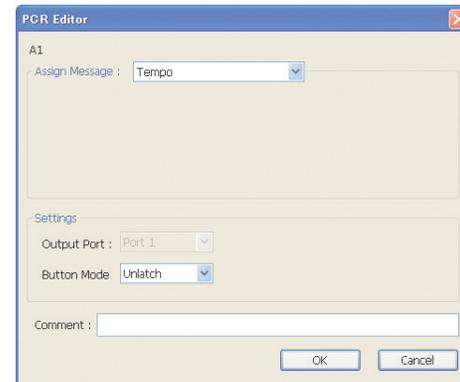 PCR Editor
A1
Assign Message : Tempo
Settings
Output Port : Port 1
Button Mode Unlatch
Comment :
OK Cancel